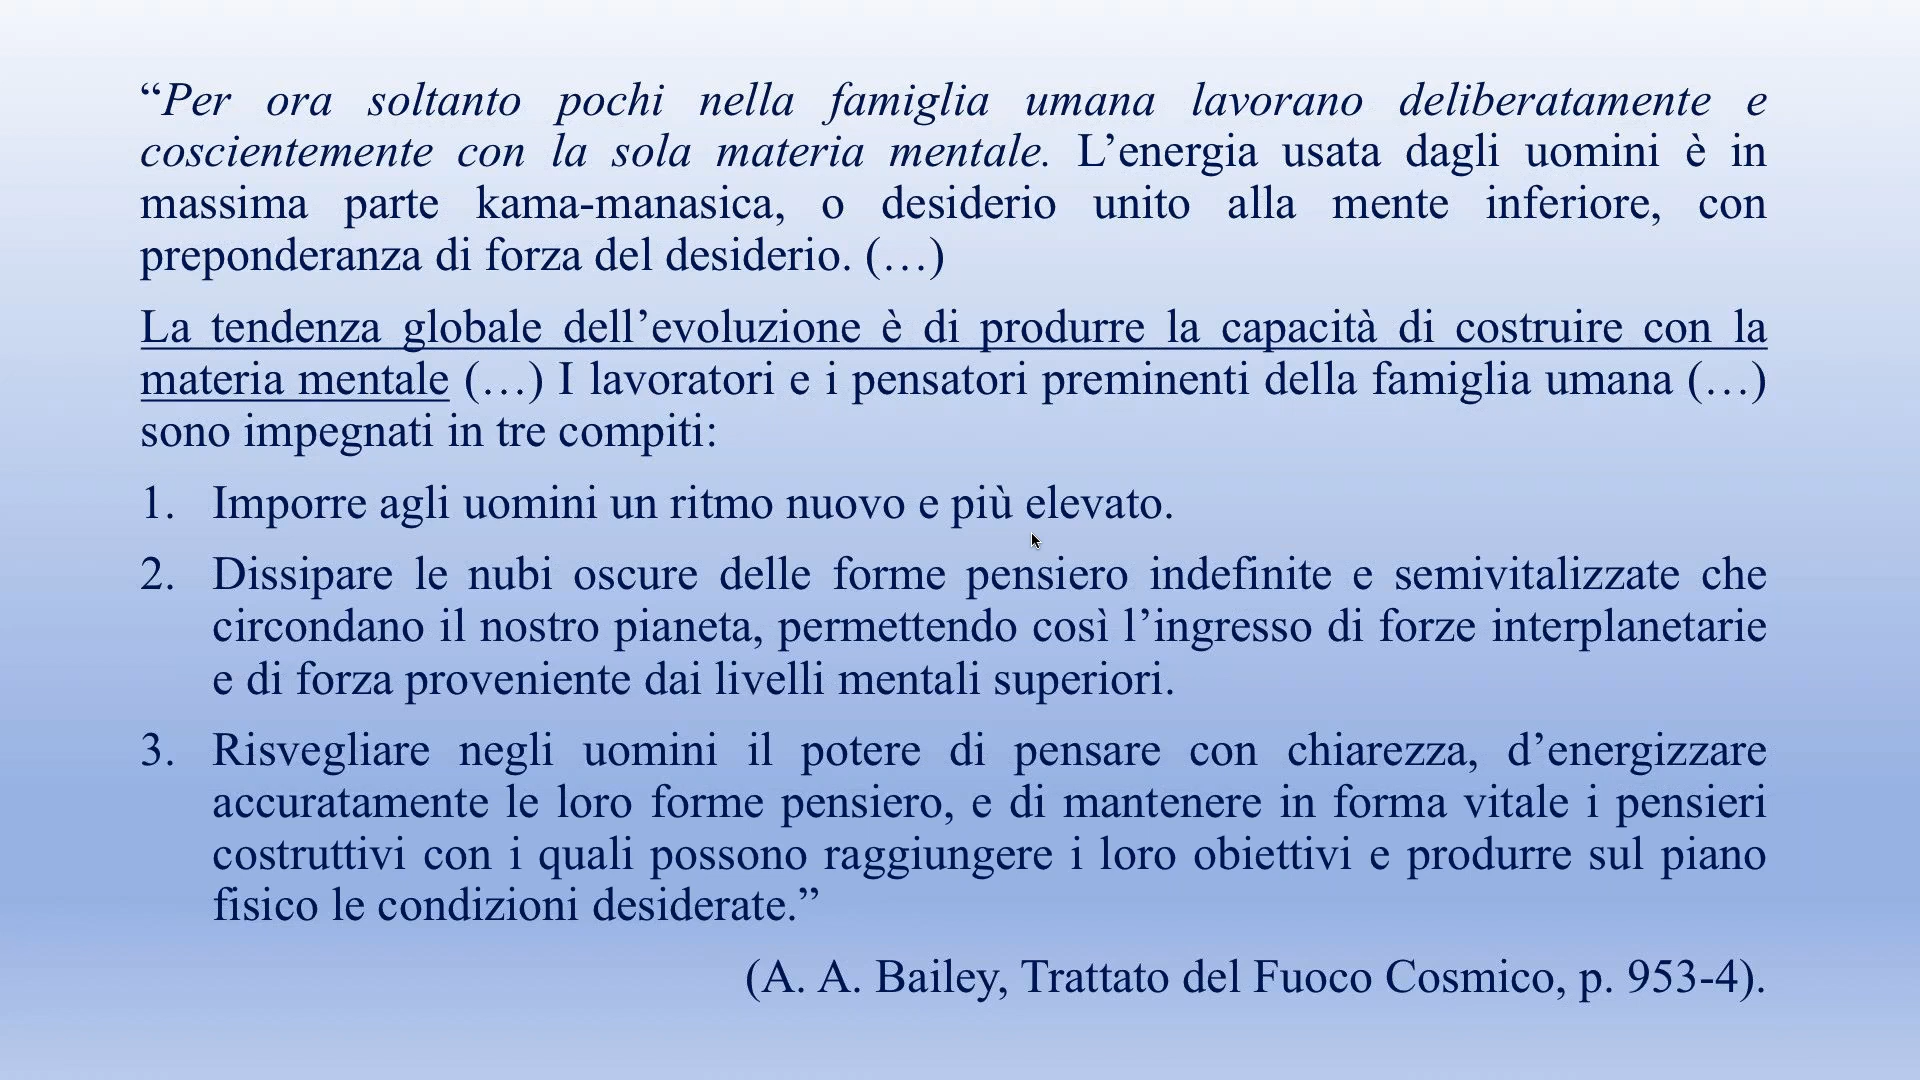 “Per ora soltanto pochi nella famiglia umana lavorano deliberatamente e
coscientemente con la sola materia mentale. L’energia usata dagli uomini è in
massima parte kama-manasica, o desiderio unito alla mente inferiore, con
preponderanza di forza del desiderio. (…)
La tendenza globale dell’evoluzione è di produrre la capacità di costruire con la
materia mentale (…) I lavoratori e i pensatori preminenti della famiglia umana (…)
sono impegnati in tre compiti:
1. Imporre agli uomini un ritmo nuovo e più elevato.
2. Dissipare le nubi oscure delle forme pensiero indefinite e semivitalizzate che
circondano il nostro pianeta, permettendo così l’ingresso di forze interplanetarie
e di forza proveniente dai livelli mentali superiori.
3. Risvegliare negli uomini il potere di pensare con chiarezza, d’energizzare
accuratamente le loro forme pensiero, e di mantenere in forma vitale i pensieri
costruttivi con i quali possono raggiungere i loro obiettivi e produrre sul piano
fisico le condizioni desiderate.”
(A. A. Bailey, Trattato del Fuoco Cosmico, p. 953-4).